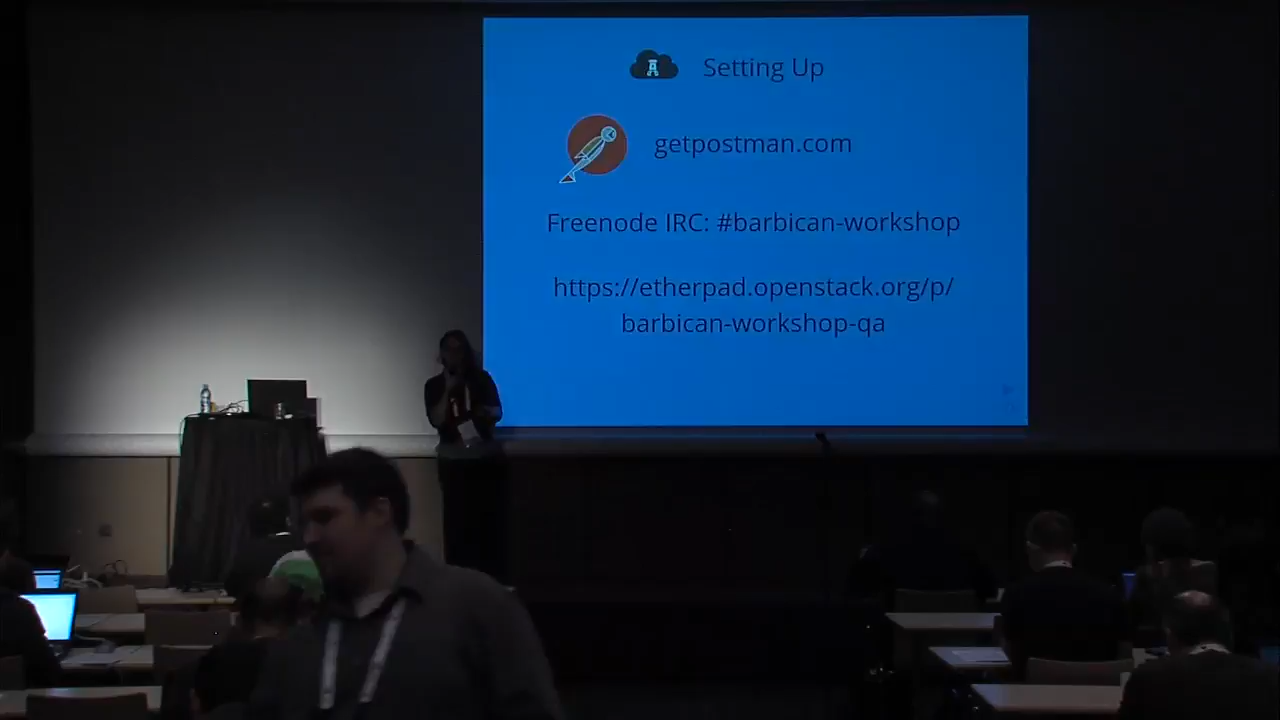 Setting Up
getpostman.com
Freenode IRC: #barbican-workshop
https://etherpad.openstack.org/p/
barbican-workshop-qa